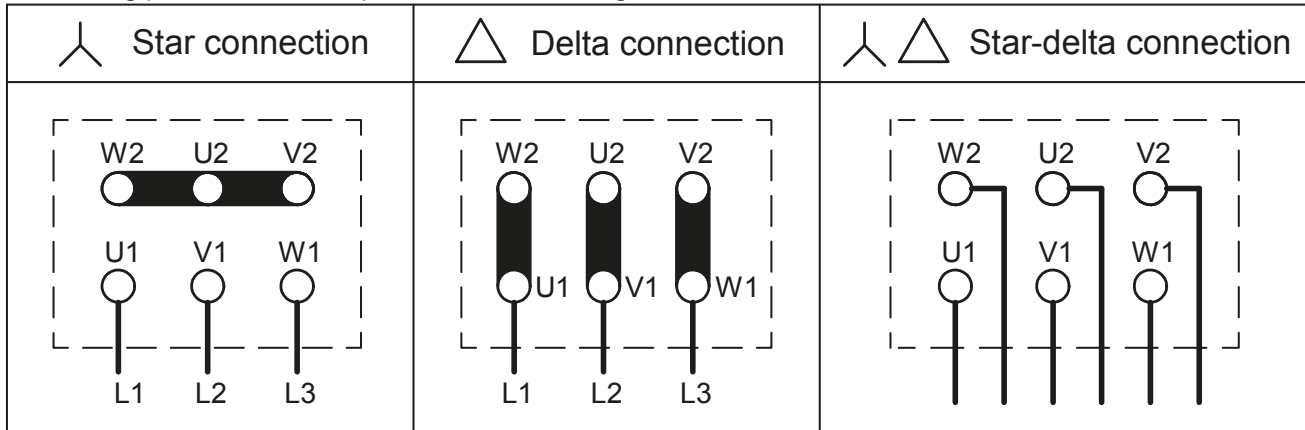 Star connection
Delta connection
Star-delta connection
W2 U2 V2
U1 V1 W1
L1 L2 L3
W2 U2 V2
U1 V1 W1
L1 L2 L3
W2 U2 V2
U1 V1 W1